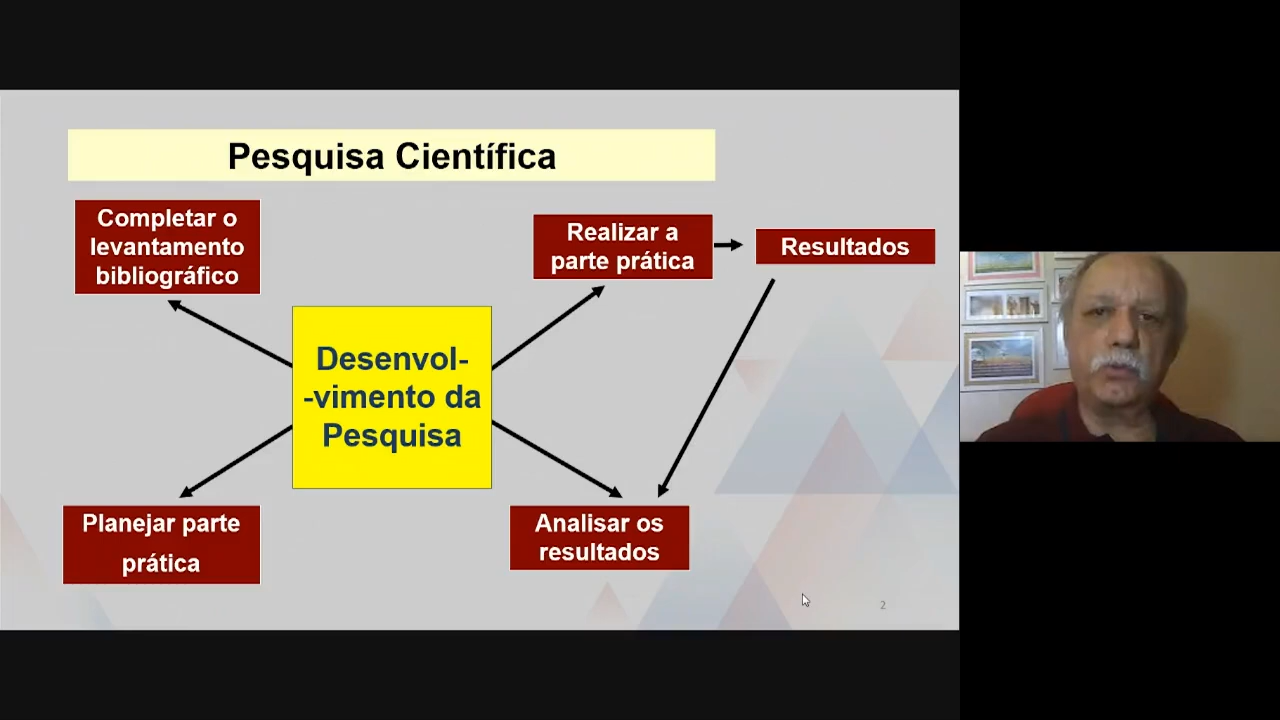 Pesquisa Científica
Completar o
levantamento
bibliográfico
Realizar a
parte prática
Resultados
Desenvol-
-vimento da
Pesquisa
Planejar parte
prática
Analisar os
resultados
2